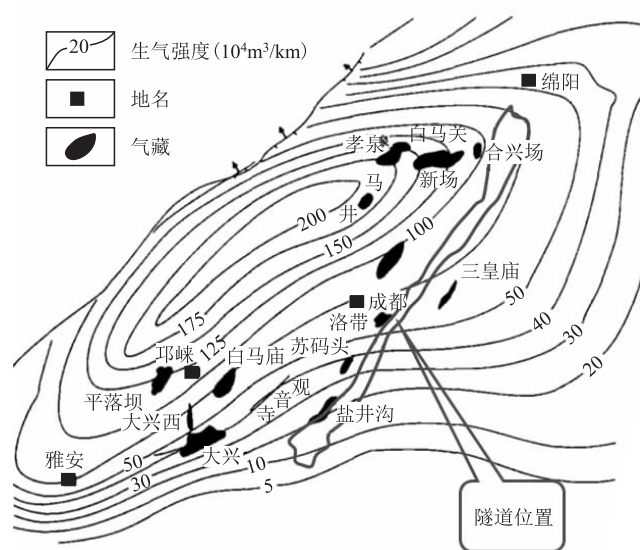 20
生气强度(10⁴m³/km)
地名
气藏
绵阳
白马关
孝泉
合兴场
新场
马
井
200
150
100
三皇庙
成都
洛带
50
175
苏码头
40
30
20
125
邛崃
白马庙
观
音
寺
平落坝
大兴西
盐井沟
雅安
大兴
50
10
30
5
隧道位置